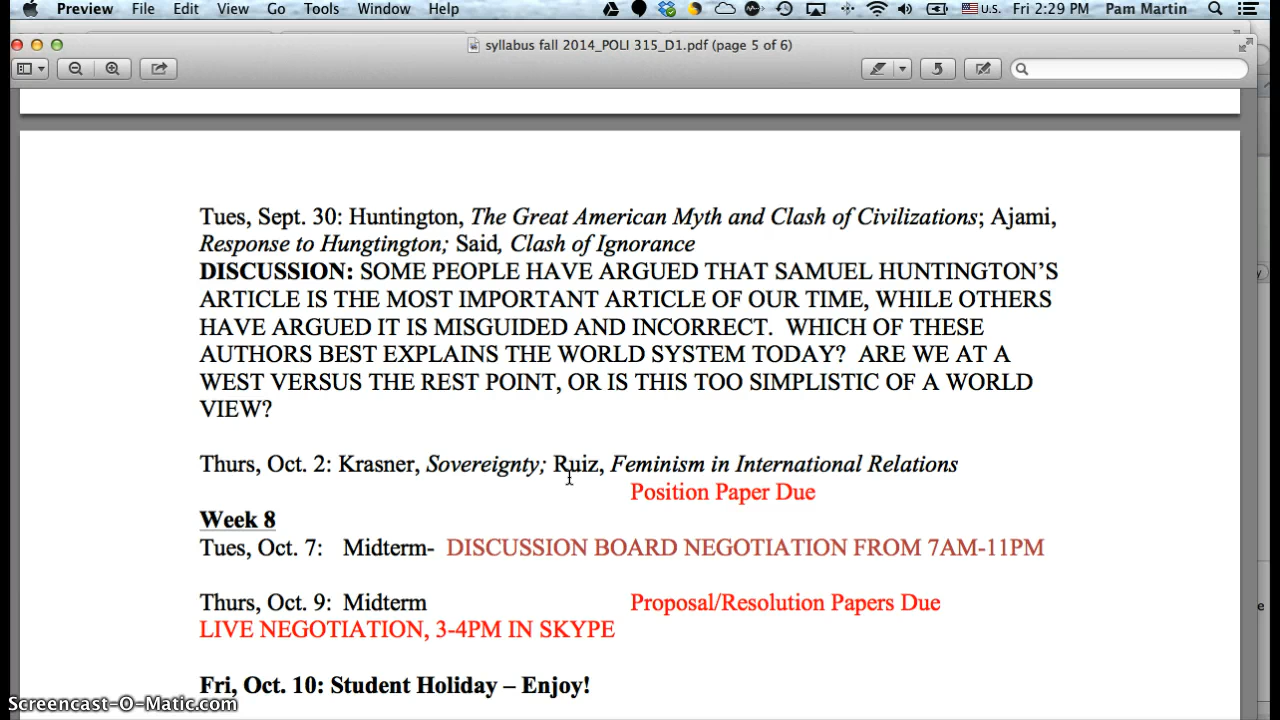 Preview File Edit View Go Tools Window Help U.S. Fri 2:29 PM Pam Martin
syllabus fall 2014_POLI 315_D1.pdf (page 5 of 6)
Tues, Sept. 30: Huntington, The Great American Myth and Clash of Civilizations; Ajami,
Response to Hungtington; Said, Clash of Ignorance
DISCUSSION: SOME PEOPLE HAVE ARGUED THAT SAMUEL HUNTINGTON'S
ARTICLE IS THE MOST IMPORTANT ARTICLE OF OUR TIME, WHILE OTHERS
HAVE ARGUED IT IS MISGUIDED AND INCORRECT. WHICH OF THESE
AUTHORS BEST EXPLAINS THE WORLD SYSTEM TODAY? ARE WE AT A
WEST VERSUS THE REST POINT, OR IS THIS TOO SIMPLISTIC OF A WORLD
VIEW?
Thurs, Oct. 2: Krasner, Sovereignty; Ruiz, Feminism in International Relations
Position Paper Due
Week 8
Tues, Oct. 7: Midterm- DISCUSSION BOARD NEGOTIATION FROM 7AM-11PM
Thurs, Oct. 9: Midterm Proposal/Resolution Papers Due
LIVE NEGOTIATION, 3-4PM IN SKYPE
Fri, Oct. 10: Student Holiday – Enjoy!
Screencast-O-Matic.com